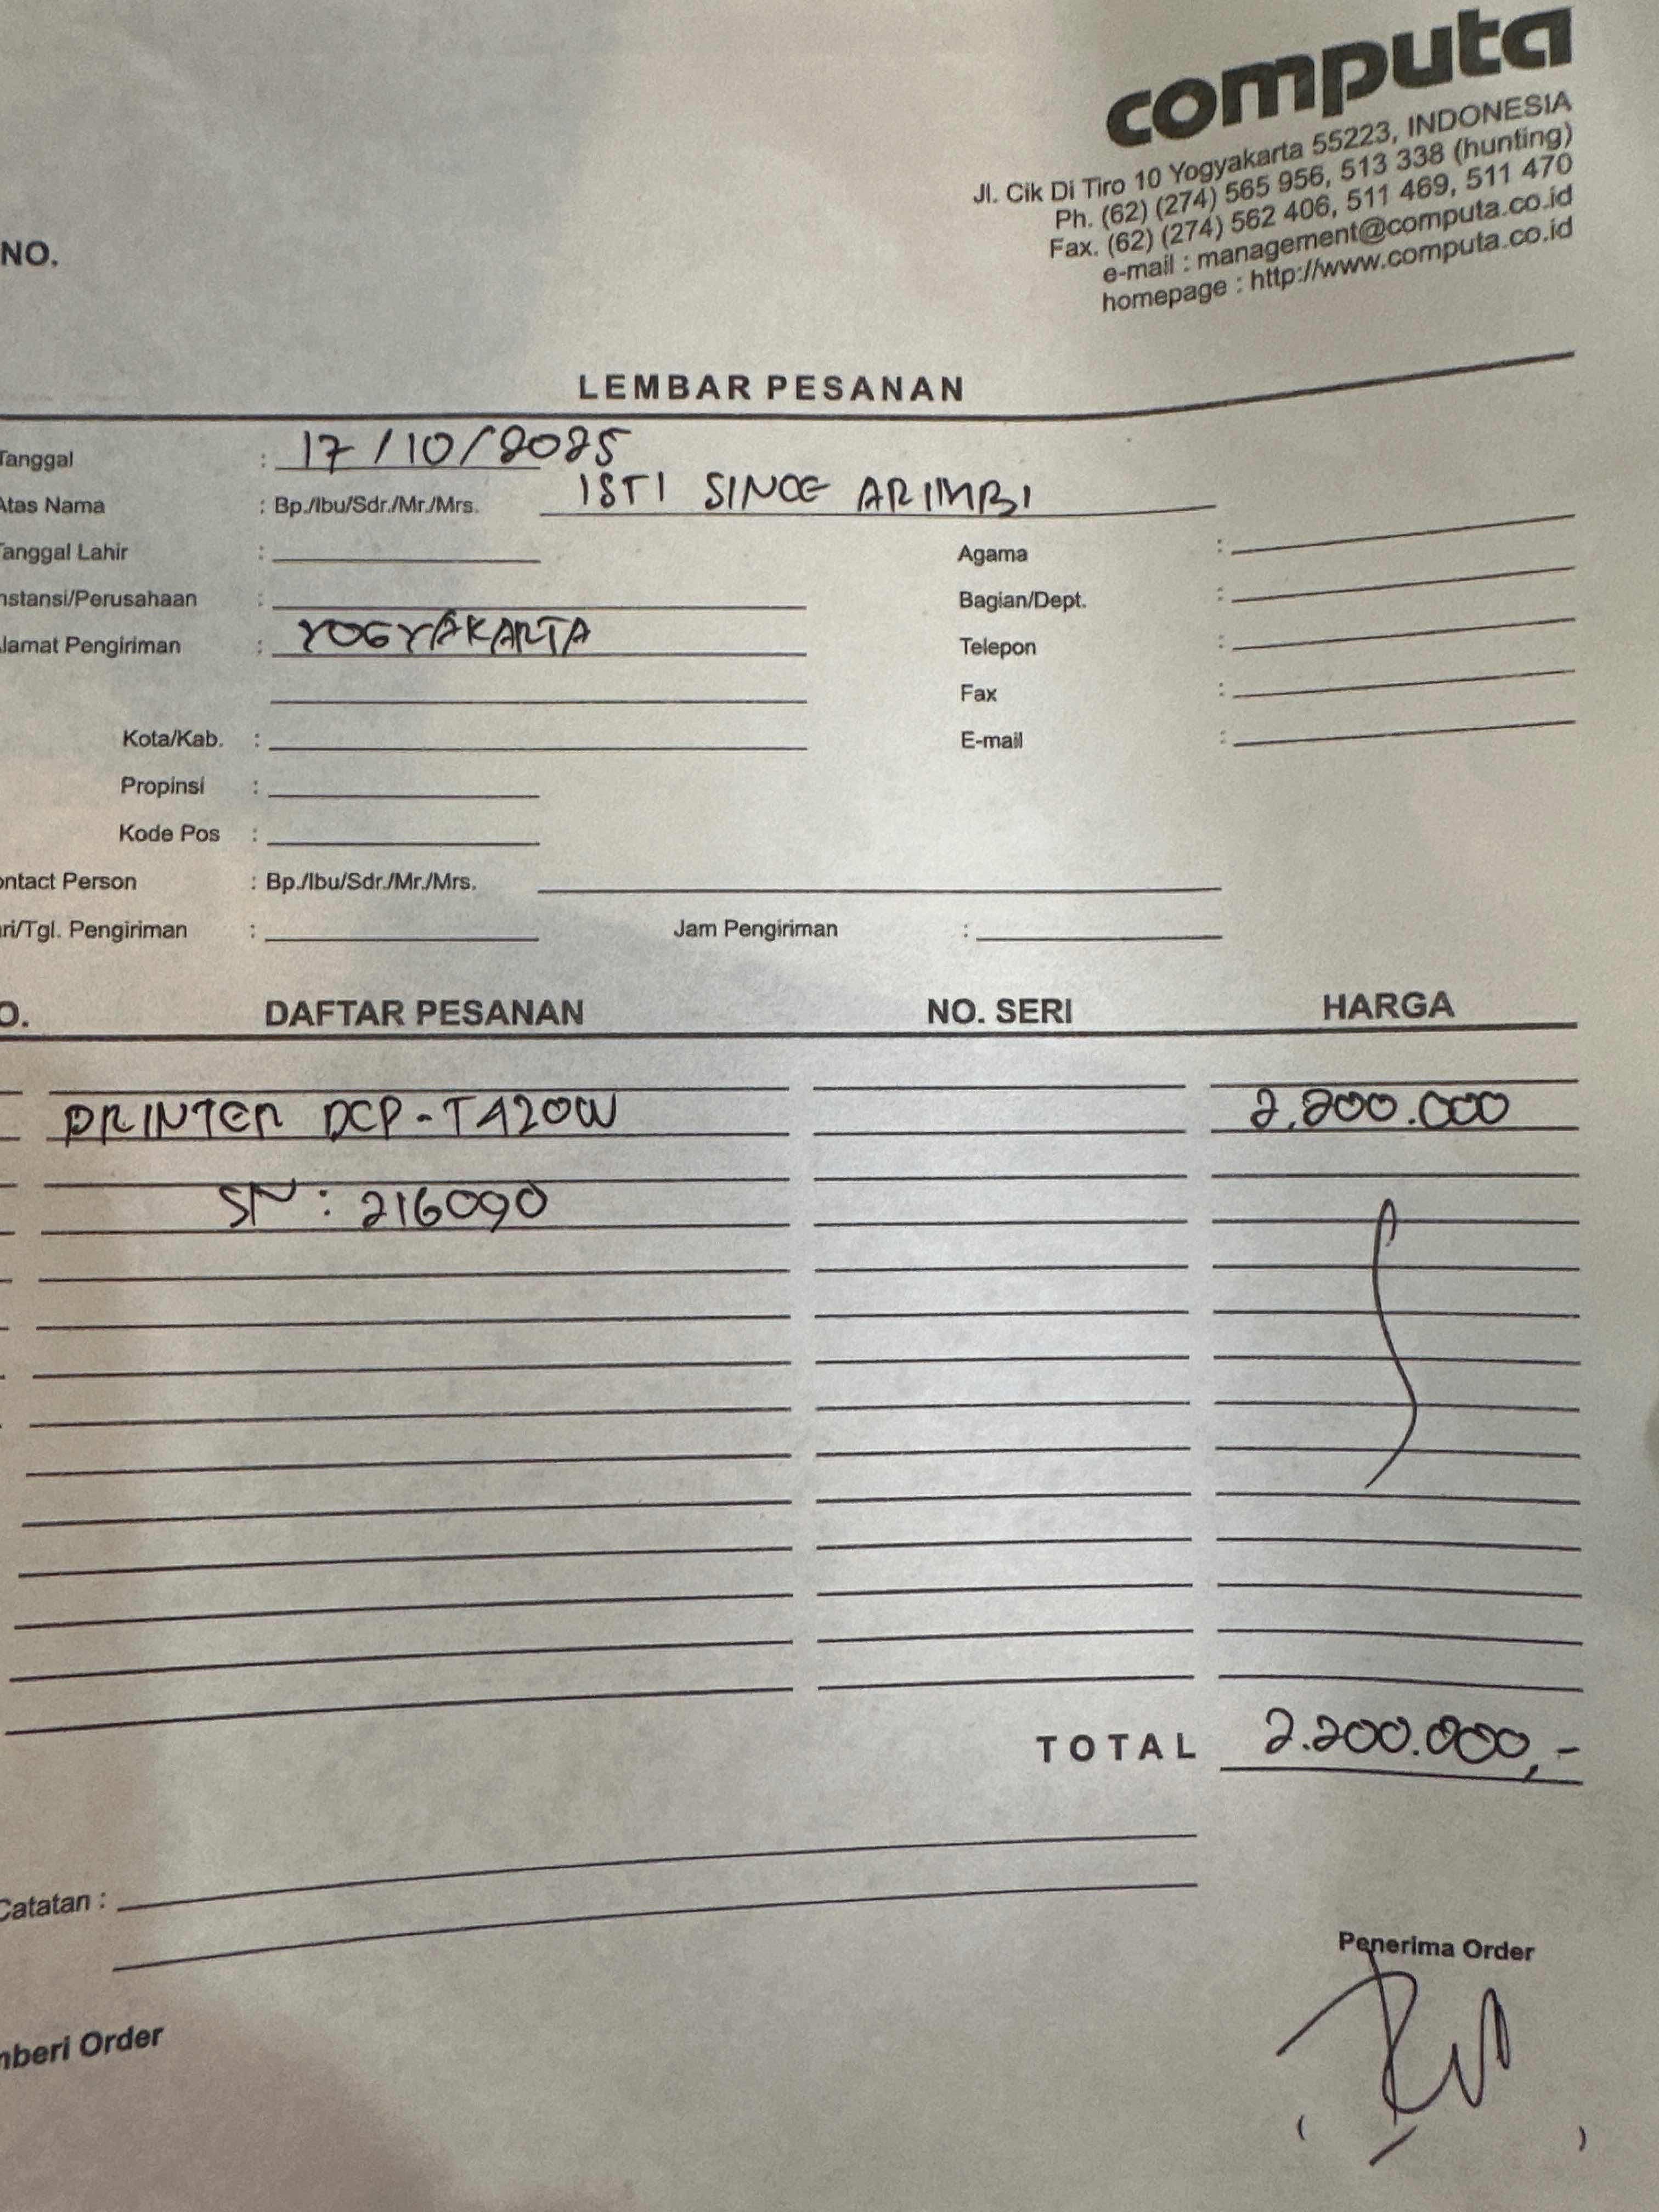 computa
Jl. Cik Di Tiro 10 Yogyakarta 55223, INDONESIA
Ph. (62) (274) 565 956, 513 338 (hunting)
Fax. (62) (274) 562 406, 511 469, 511 470
e-mail : management@computa.co.id
homepage : http://www.computa.co.id
NO.
LEMBAR PESANAN
Tanggal : 17/10/2025
Atas Nama : Bp./Ibu/Sdr./Mr./Mrs. ISTI SINCE ARIMBI
Tanggal Lahir : Agama :
nstansi/Perusahaan : Bagian/Dept. :
lamat Pengiriman : YOGYAKARTA Telepon :
Fax :
Kota/Kab. : E-mail :
Propinsi :
Kode Pos :
ontact Person : Bp./Ibu/Sdr./Mr./Mrs.
ri/Tgl. Pengiriman : Jam Pengiriman :
O. DAFTAR PESANAN NO. SERI HARGA
PRINTER DCP-T420W 2.200.000
SN : 216090
TOTAL 2.200.000,-
Catatan :
Penerima Order
mberi Order
( )